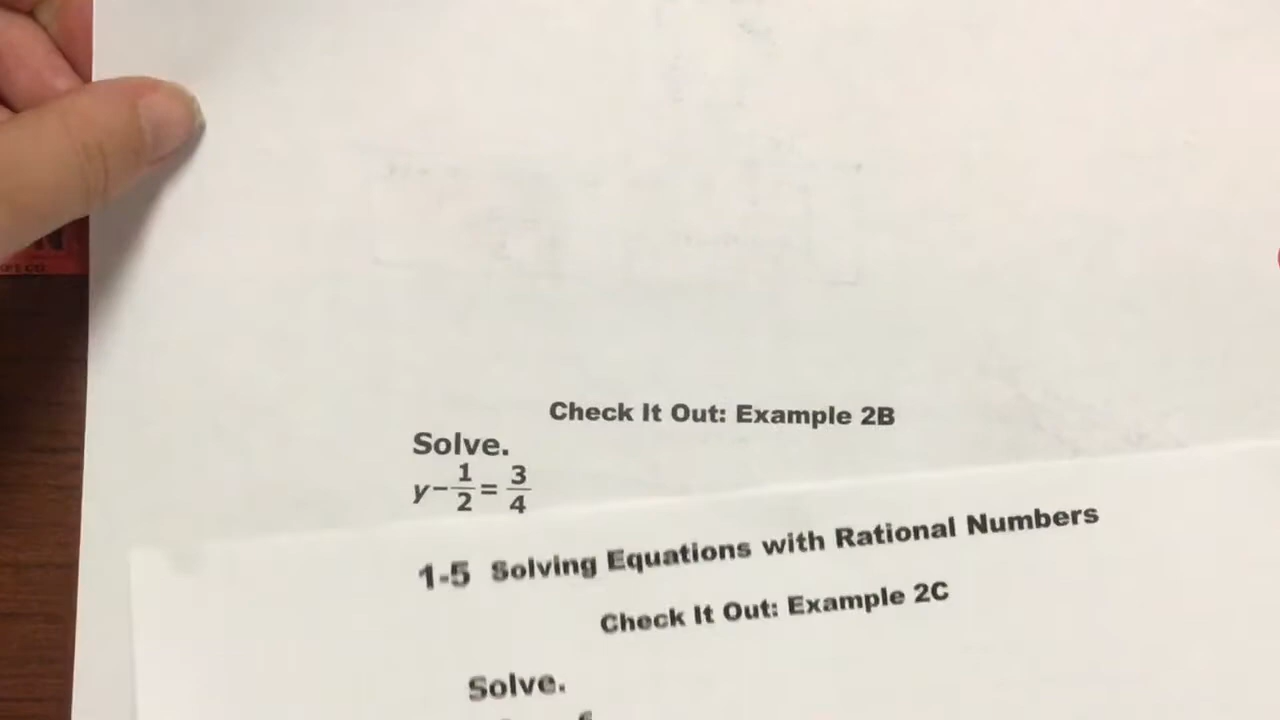 Check It Out: Example 2B
Solve.
y−1/2=3/4
1-5 Solving Equations with Rational Numbers
Check It Out: Example 2C
Solve.